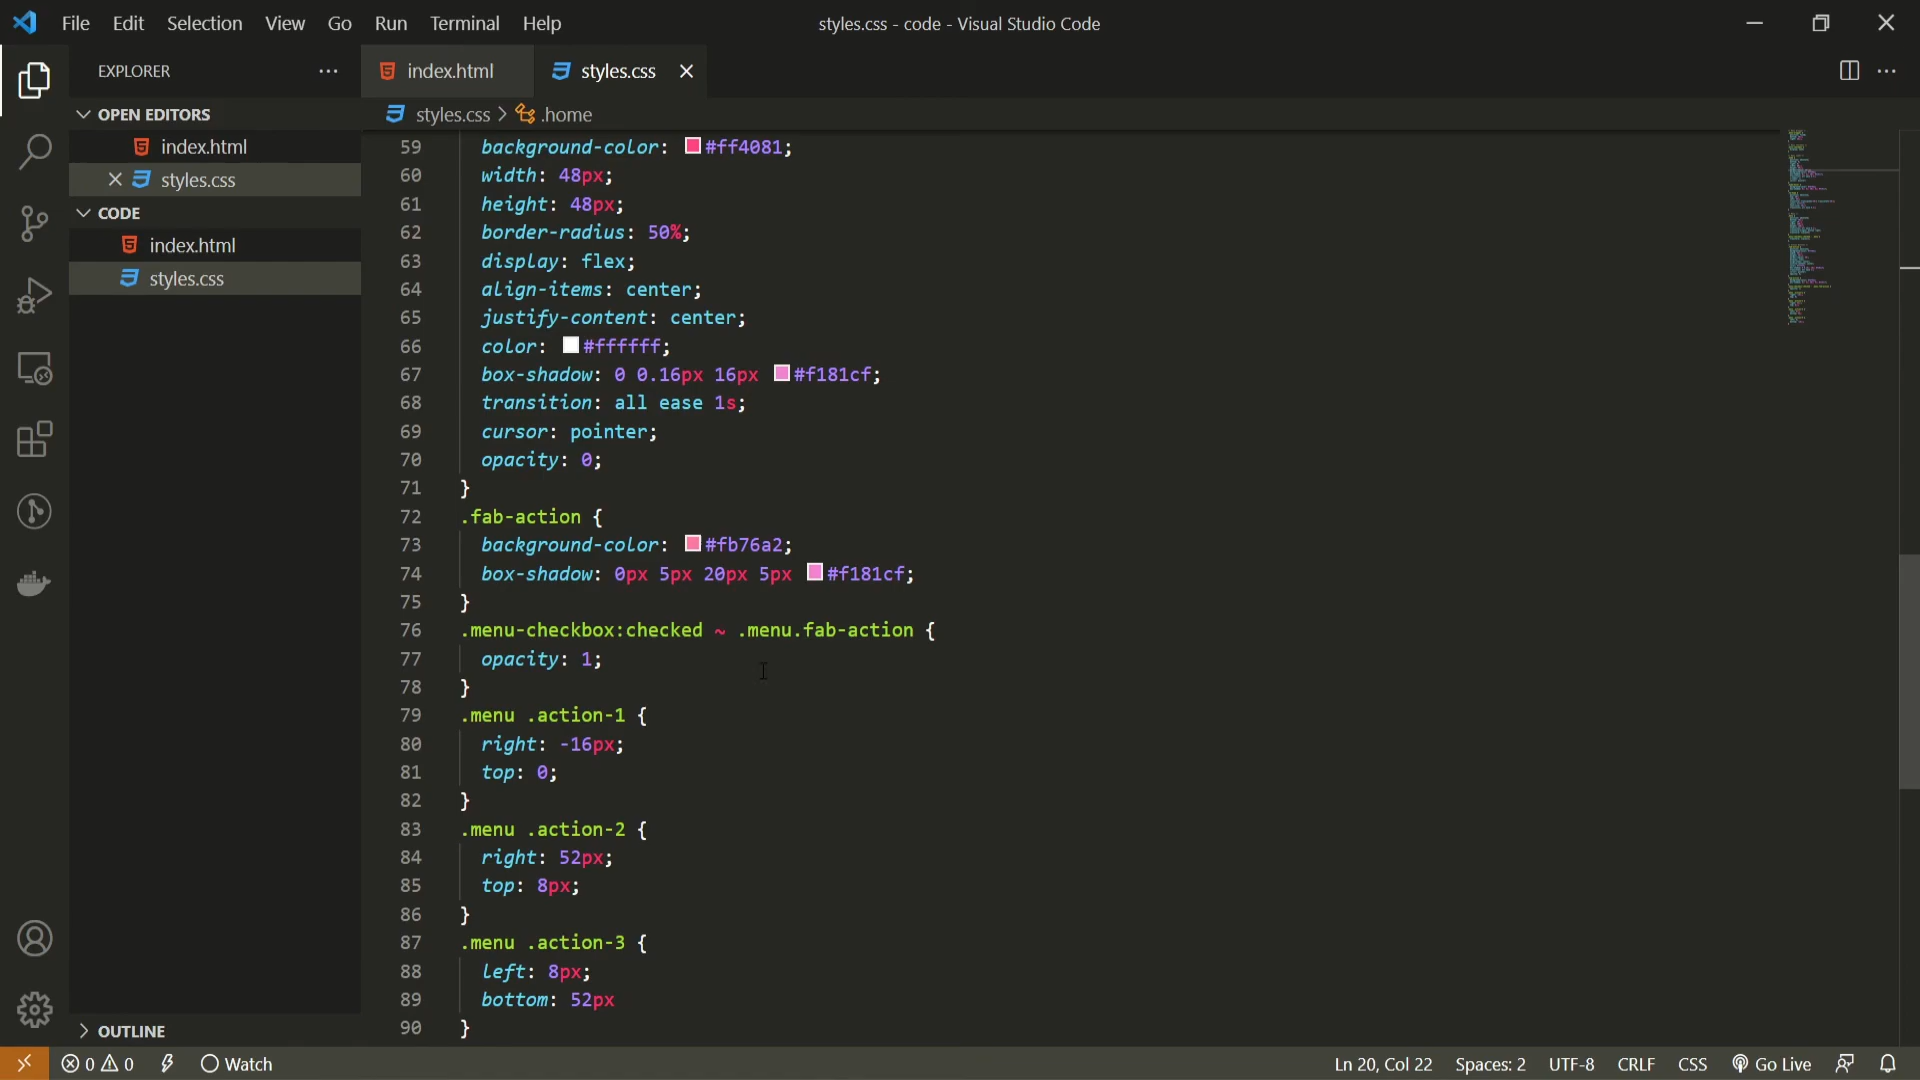 File Edit Selection View Go Run Terminal Help
styles.css - code - Visual Studio Code
EXPLORER
index.html
styles.css
OPEN EDITORS
index.html
styles.css
CODE
index.html
styles.css
OUTLINE
styles.css > .home
59 background-color: #ff4081;
60 width: 48px;
61 height: 48px;
62 border-radius: 50%;
63 display: flex;
64 align-items: center;
65 justify-content: center;
66 color: #ffffff;
67 box-shadow: 0 0.16px 16px #f181cf;
68 transition: all ease 1s;
69 cursor: pointer;
70 opacity: 0;
71 }
72 .fab-action {
73 background-color: #fb76a2;
74 box-shadow: 0px 5px 20px 5px #f181cf;
75 }
76 .menu-checkbox:checked ~ .menu.fab-action {
77 opacity: 1;
78 }
79 .menu .action-1 {
80 right: -16px;
81 top: 0;
82 }
83 .menu .action-2 {
84 right: 52px;
85 top: 8px;
86 }
87 .menu .action-3 {
88 left: 8px;
89 bottom: 52px
90 }
0 0 Watch
Ln 20, Col 22 Spaces: 2 UTF-8 CRLF CSS Go Live